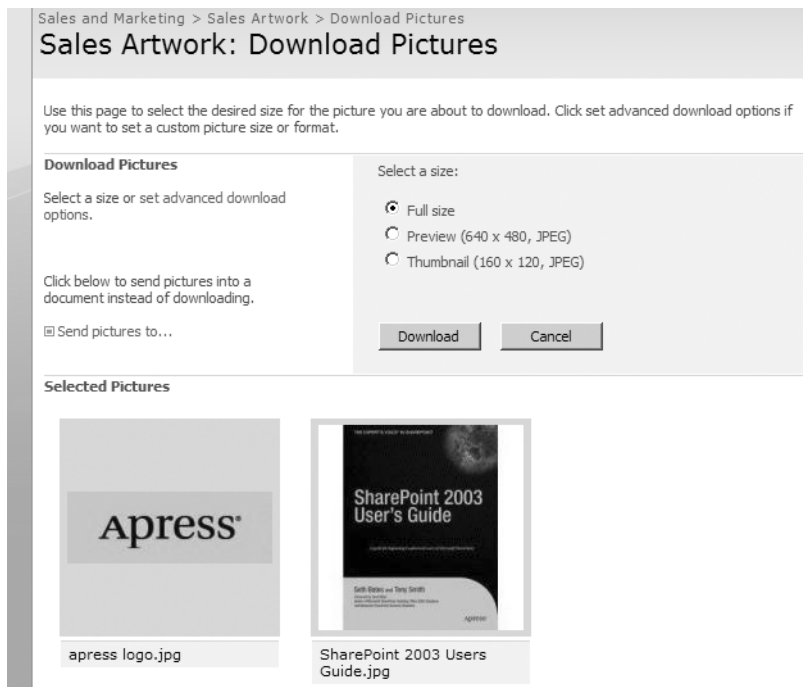 Sales and Marketing > Sales Artwork > Download Pictures
Sales Artwork: Download Pictures
Use this page to select the desired size for the picture you are about to download. Click set advanced download options if
you want to set a custom picture size or format.
Download Pictures
Select a size or set advanced download
options.
Click below to send pictures into a
document instead of downloading.
Send pictures to...
Select a size:
Full size
Preview (640 x 480, JPEG)
Thumbnail (160 x 120, JPEG)
Download
Cancel
Selected Pictures
Apress®
apress logo.jpg
THE EXPERT'S VOICE® IN SHAREPOINT
SharePoint 2003
User's Guide
Seth Bates and Tony Smith
Apress
SharePoint 2003 Users
Guide.jpg